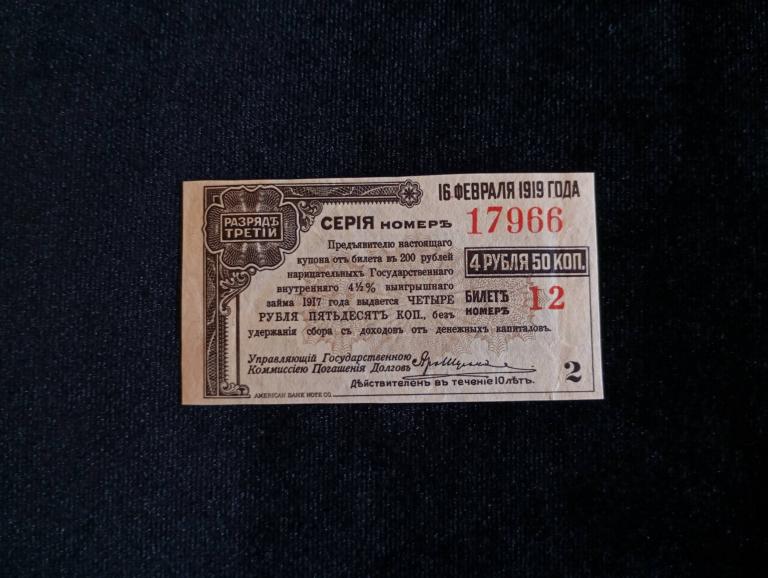 16 ФЕВРАЛЯ 1919 ГОДА
РАЗРЯДЪ
ТРЕТІЙ
СЕРІЯ НОМЕРЪ 17966
Предъявителю настоящаго
купона отъ билета въ 200 рублей
нарицательныхъ Государственнаго
внутренняго 4½% выигрышнаго
займа 1917 года выдается ЧЕТЫРЕ
РУБЛЯ ПЯТЬДЕСЯТЪ КОП., безъ
удержанія сбора съ доходовъ отъ денежныхъ капиталовъ.
4 РУБЛЯ 50 КОП.
БИЛЕТЪ
НОМЕРЪ 12
Управляющій Государственною
Коммиссіею Погашенія Долговъ
Дѣйствителенъ въ теченіе 10 лѣтъ.
2
AMERICAN BANK NOTE CO.